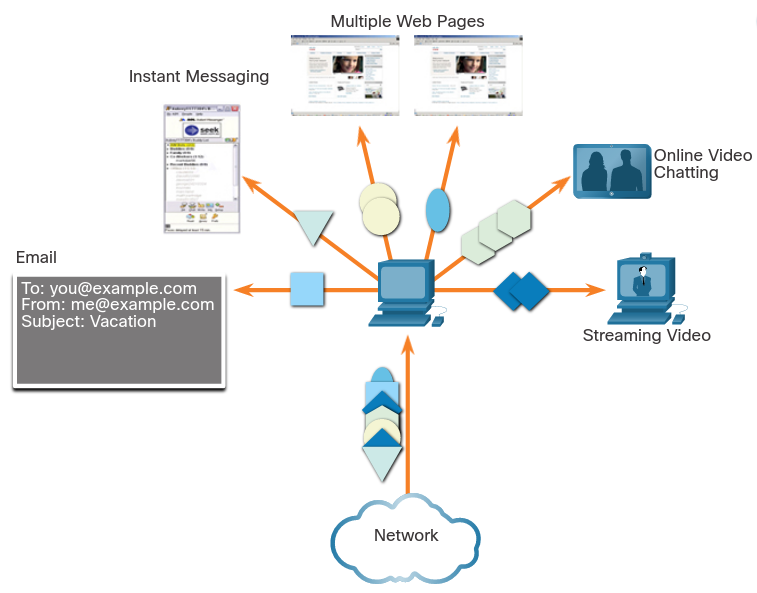 Multiple Web Pages
Instant Messaging
seek
Online Video
Chatting
Email
To: you@example.com
From: me@example.com
Subject: Vacation
Streaming Video
Network